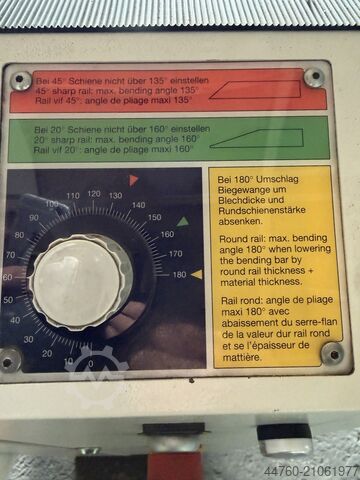 Bei 45° Schiene nicht über 135° einstellen
45° sharp rail: max. bending angle 135°
Rail vif 45°: angle de pliage maxi 135°
Bei 20° Schiene nicht über 160° einstellen
20° sharp rail: max. bending angle 160°
Rail vif 20°: angle de pliage maxi 160°
0
10
20
30
40
50
60
70
80
90
100
110
120
130
140
150
160
170
180
Bei 180° Umschlag
Biegewange um
Blechdicke und
Rundschienenstärke
absenken.
Round rail: max. bending
angle 180° when lowering
the bending bar by
round rail thickness +
material thickness.
Rail rond: angle de pliage
maxi 180° avec
abaissement du serre-flan
de la valeur dur rail rond
et se l'épaisseur de
mattière.
44760-21061977